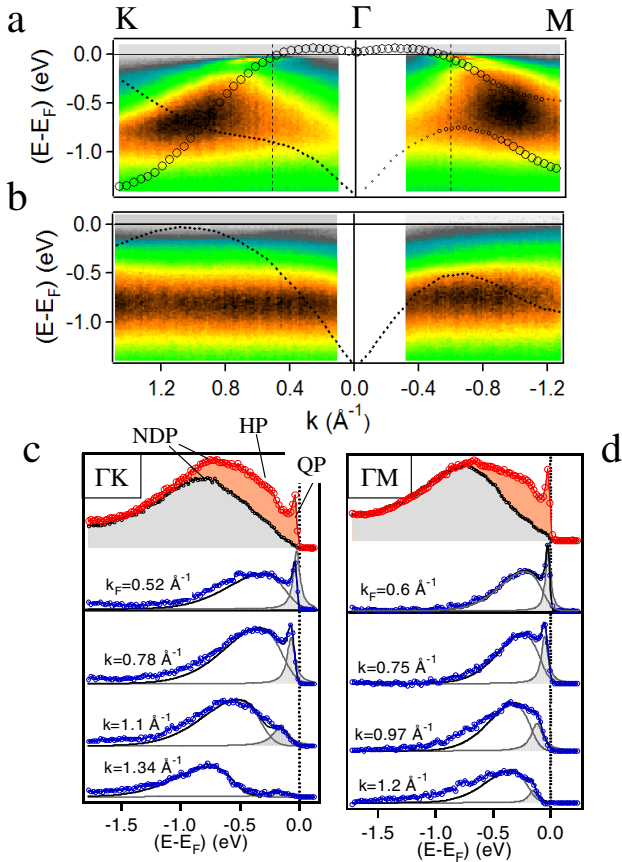 a
K Γ M
0.0
-0.5
-1.0
(E-E_F) (eV)
b
0.0
-0.5
-1.0
(E-E_F) (eV)
1.2 0.8 0.4 0.0 -0.4 -0.8 -1.2
k (Å⁻¹)
c
NDP HP QP
ΓK
k_F=0.52 Å⁻¹
k=0.78 Å⁻¹
k=1.1 Å⁻¹
k=1.34 Å⁻¹
-1.5 -1.0 -0.5 0.0
(E-E_F) (eV)
d
ΓM
k_F=0.6 Å⁻¹
k=0.75 Å⁻¹
k=0.97 Å⁻¹
k=1.2 Å⁻¹
-1.5 -1.0 -0.5 0.0
(E-E_F) (eV)